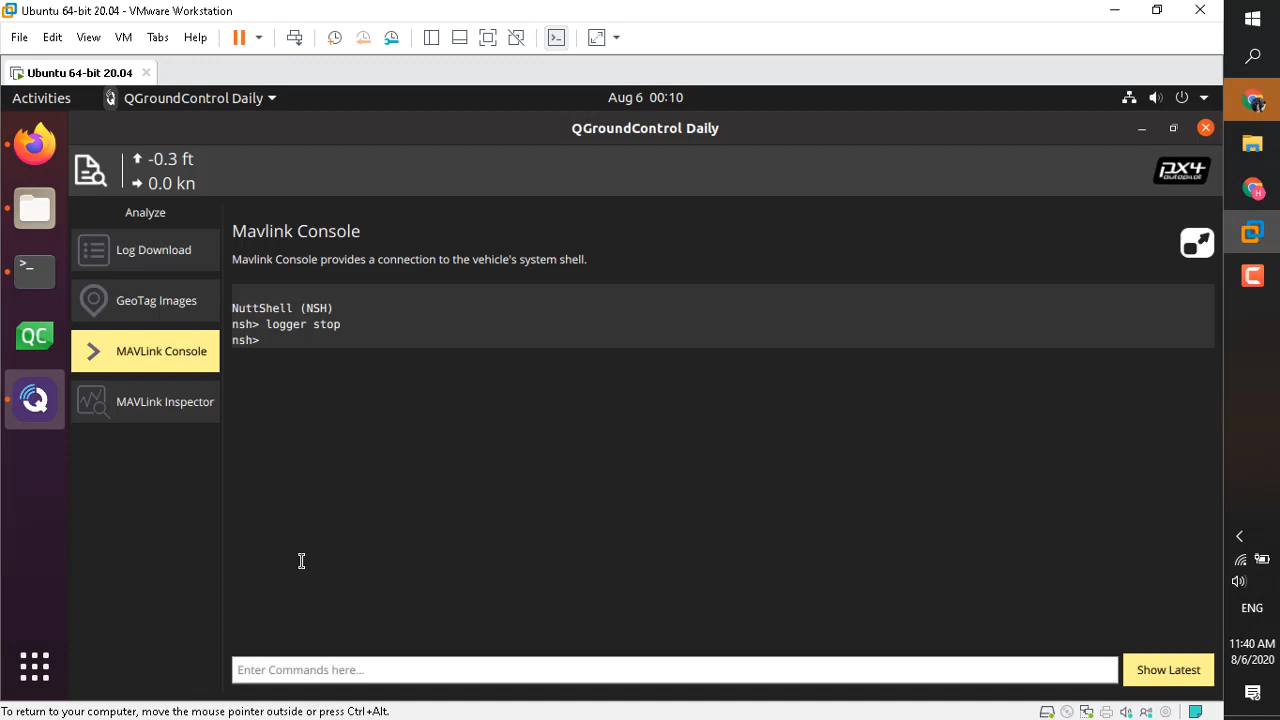 Ubuntu 64-bit 20.04 - VMware Workstation
File Edit View VM Tabs Help
Ubuntu 64-bit 20.04
Activities QGroundControl Daily Aug 6 00:10
QGroundControl Daily
-0.3 ft
0.0 kn
px4
autopilot
Analyze
Log Download
GeoTag Images
MAVLink Console
MAVLink Inspector
Mavlink Console
Mavlink Console provides a connection to the vehicle's system shell.
NuttShell (NSH)
nsh> logger stop
nsh>
Enter Commands here...
Show Latest
QC
H
ENG
11:40 AM
8/6/2020
To return to your computer, move the mouse pointer outside or press Ctrl+Alt.